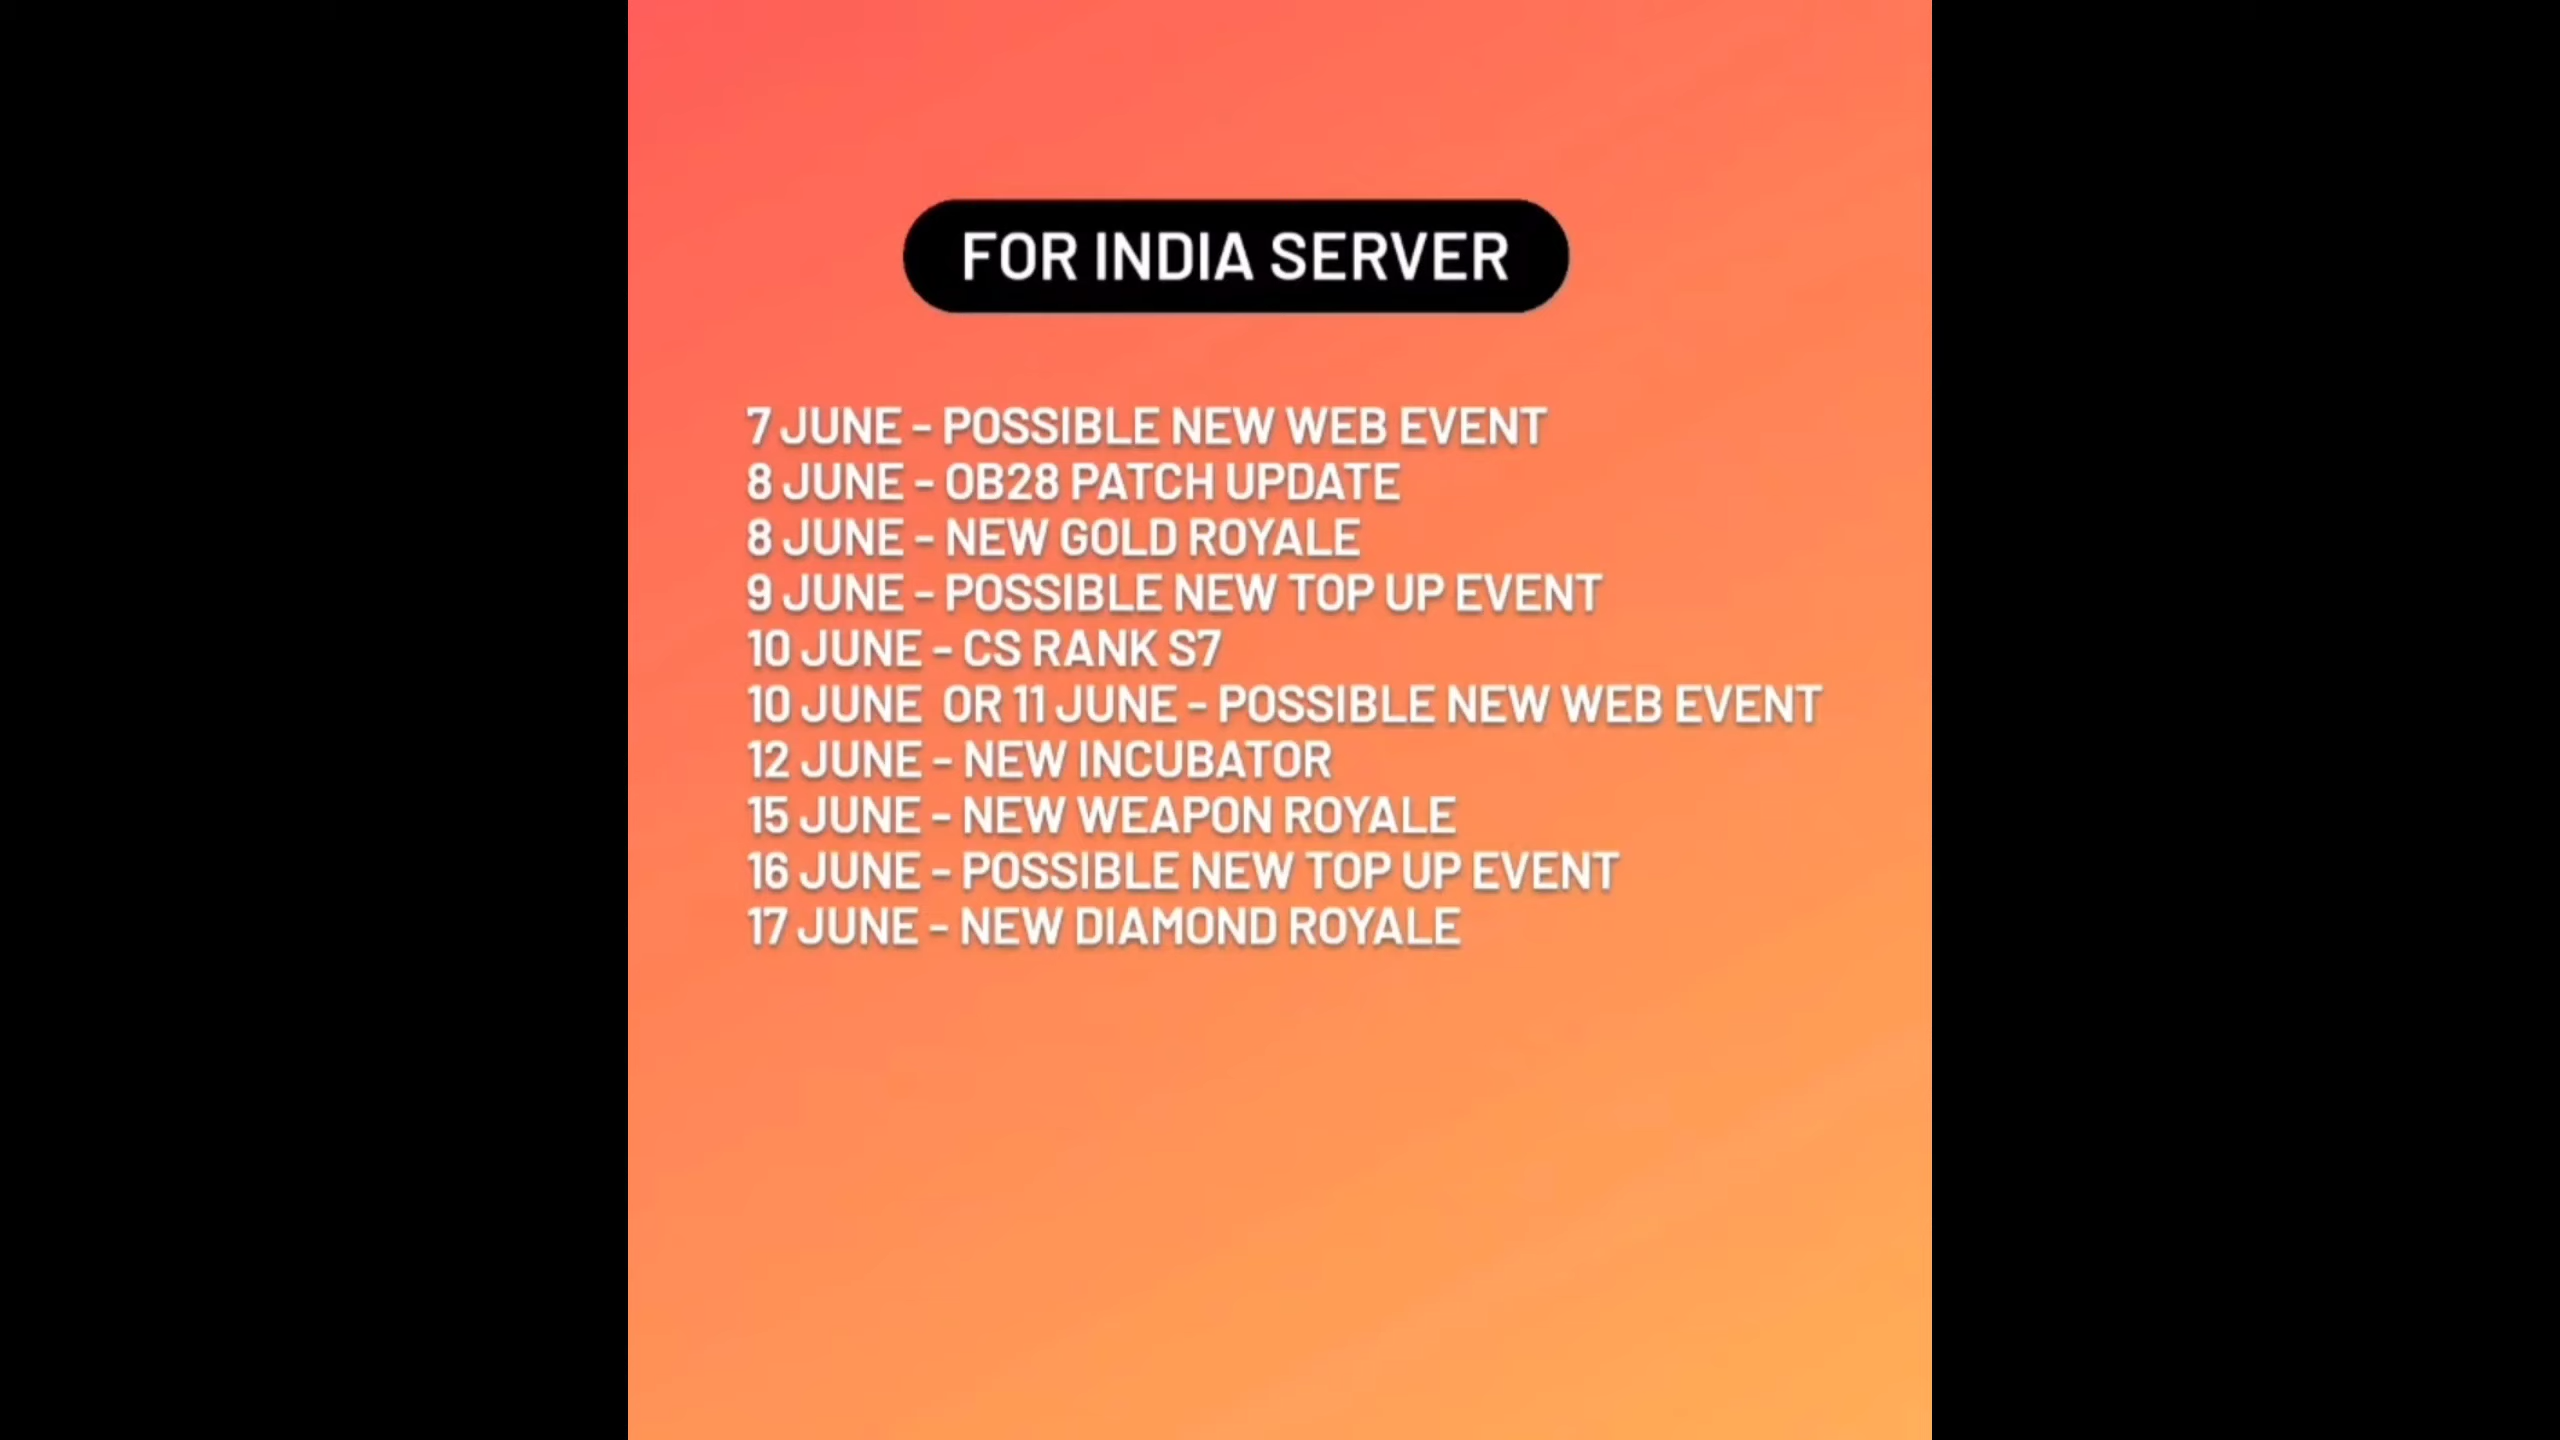 FOR INDIA SERVER
7 JUNE - POSSIBLE NEW WEB EVENT
8 JUNE - OB28 PATCH UPDATE
8 JUNE - NEW GOLD ROYALE
9 JUNE - POSSIBLE NEW TOP UP EVENT
10 JUNE - CS RANK S7
10 JUNE  OR 11 JUNE - POSSIBLE NEW WEB EVENT
12 JUNE - NEW INCUBATOR
15 JUNE - NEW WEAPON ROYALE
16 JUNE - POSSIBLE NEW TOP UP EVENT
17 JUNE - NEW DIAMOND ROYALE